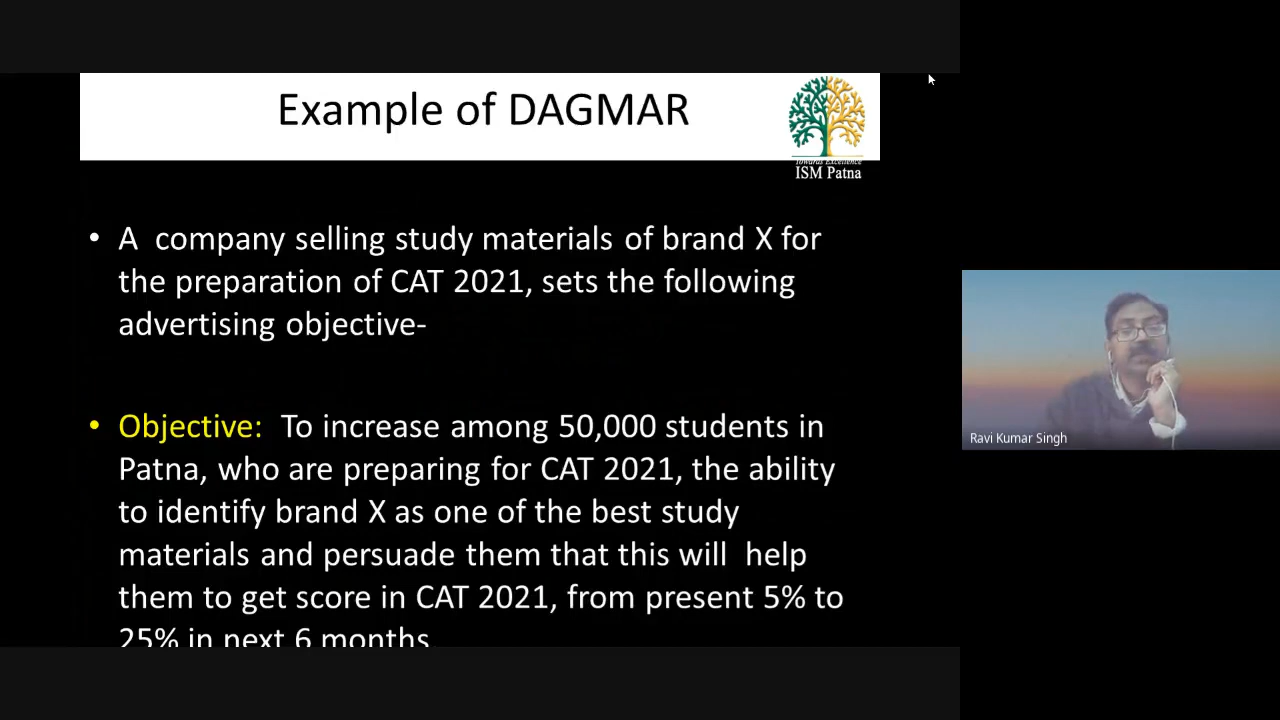 Example of DAGMAR
Towards Excellence
ISM Patna
• A  company selling study materials of brand X for
the preparation of CAT 2021, sets the following
advertising objective-
• Objective:  To increase among 50,000 students in
Patna, who are preparing for CAT 2021, the ability
to identify brand X as one of the best study
materials and persuade them that this will  help
them to get score in CAT 2021, from present 5% to
25% in next 6 months.
Ravi Kumar Singh